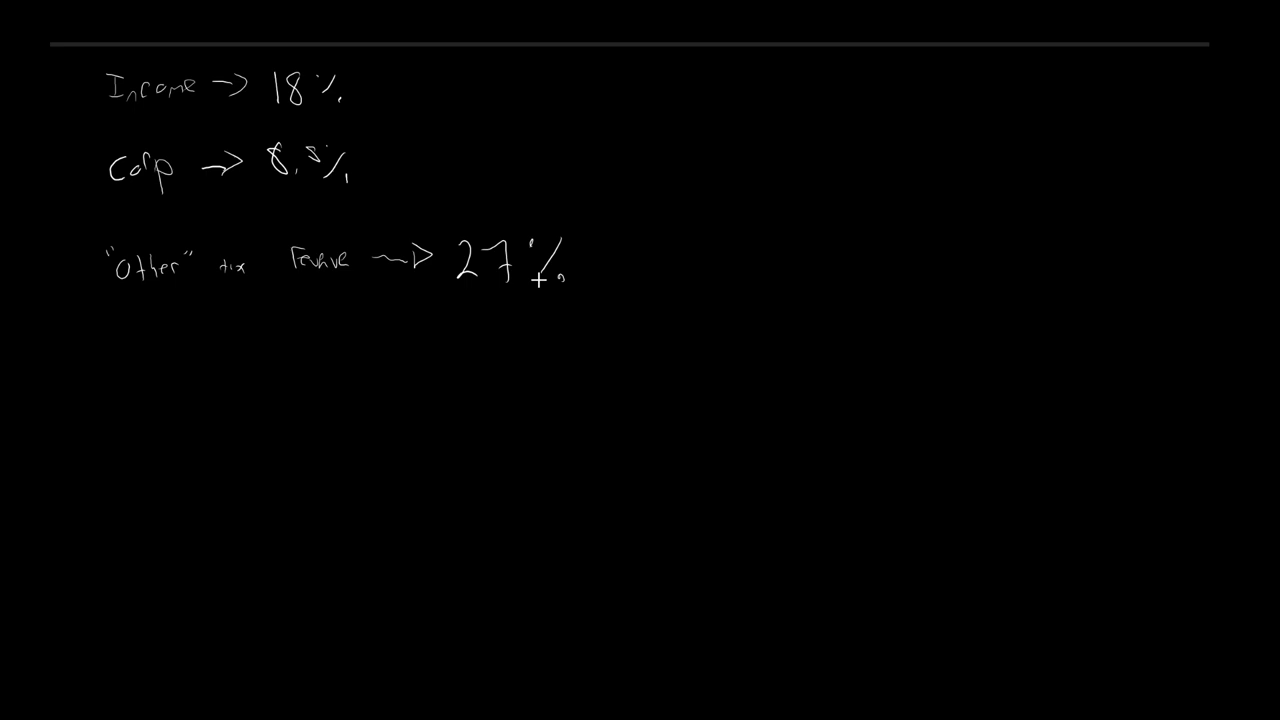 Income -> 18%
Corp -> 8.5%
"Other" tax revenue -> 27%